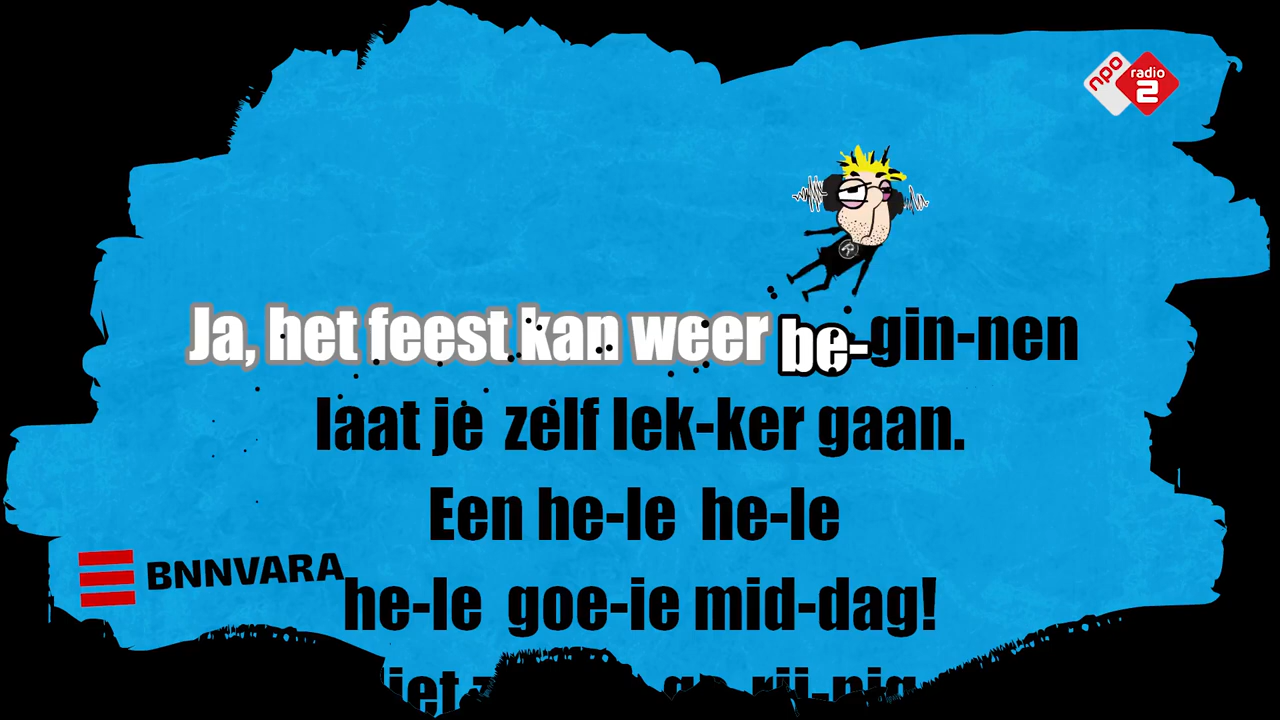 npo radio 2
Ja, het feest kan weer be-gin-nen
laat je zelf lek-ker gaan.
Een he-le he-le
BNNVARA
he-le goe-ie mid-dag!